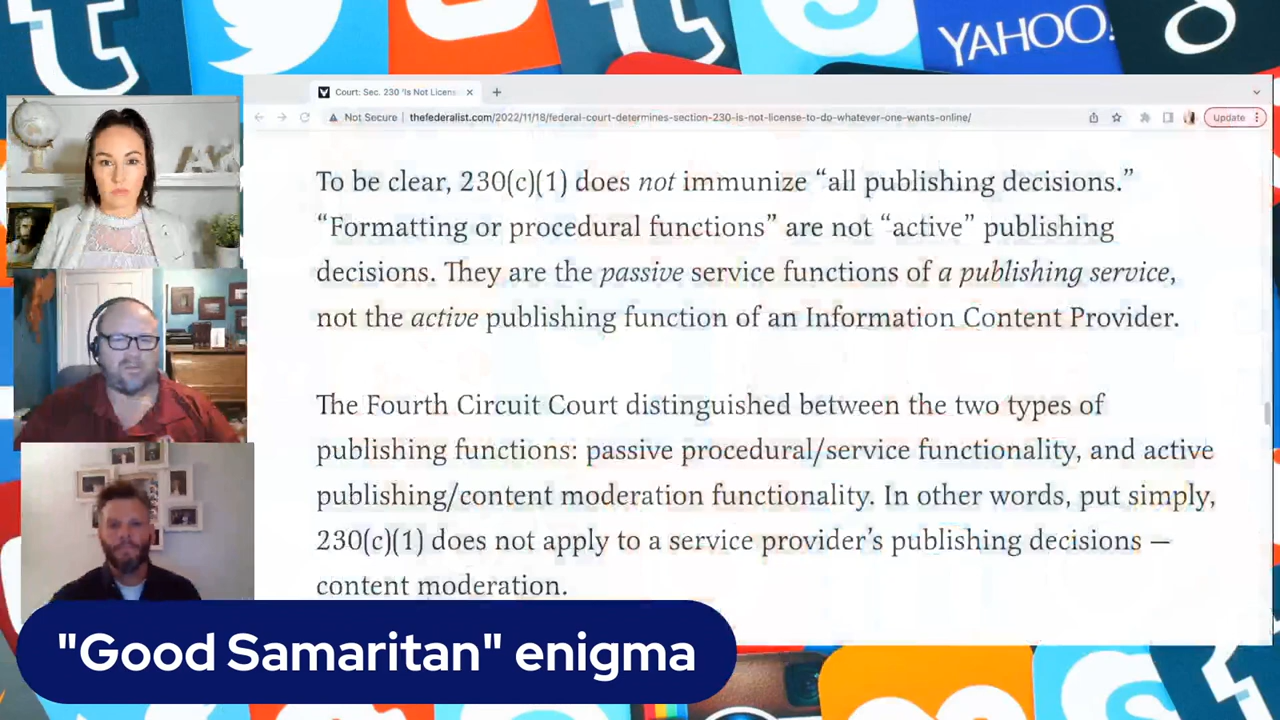 YAHOO!
Court: Sec. 230 'Is Not Licens
Not Secure | thefederalist.com/2022/11/18/federal-court-determines-section-230-is-not-license-to-do-whatever-one-wants-online/
Update
To be clear, 230(c)(1) does not immunize “all publishing decisions.”
“Formatting or procedural functions” are not “active” publishing
decisions. They are the passive service functions of a publishing service,
not the active publishing function of an Information Content Provider.
The Fourth Circuit Court distinguished between the two types of
publishing functions: passive procedural/service functionality, and active
publishing/content moderation functionality. In other words, put simply,
230(c)(1) does not apply to a service provider’s publishing decisions —
content moderation.
"Good Samaritan" enigma